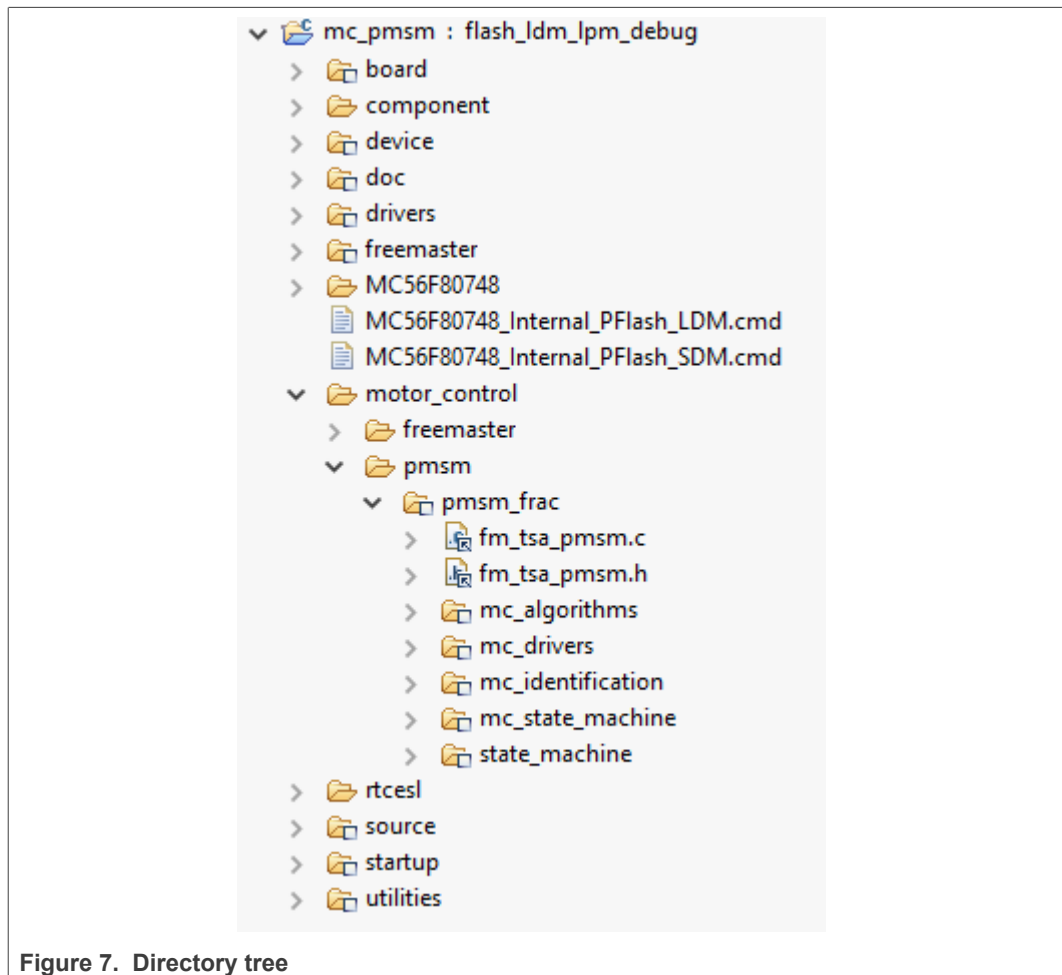 mc_pmsm : flash_ldm_lpm_debug
board
component
device
doc
drivers
freemaster
MC56F80748
MC56F80748_Internal_PFlash_LDM.cmd
MC56F80748_Internal_PFlash_SDM.cmd
motor_control
freemaster
pmsm
pmsm_frac
fm_tsa_pmsm.c
fm_tsa_pmsm.h
mc_algorithms
mc_drivers
mc_identification
mc_state_machine
state_machine
rtcesl
source
startup
utilities
Figure 7. Directory tree